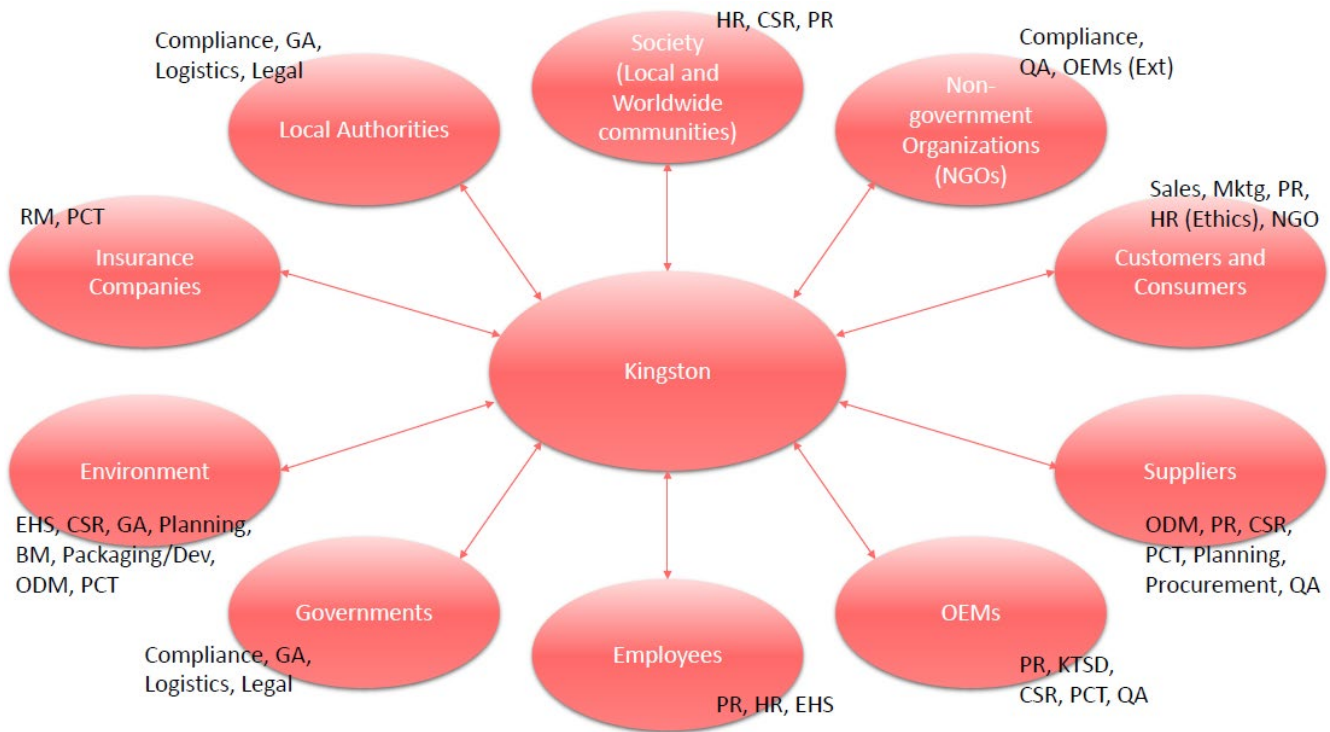 HR, CSR, PR
Society
(Local and
Worldwide
communities)
Compliance, GA,
Logistics, Legal
Local Authorities
Compliance,
QA, OEMs (Ext)
Non-
government
Organizations
(NGOs)
RM, PCT
Insurance
Companies
Sales, Mktg, PR,
HR (Ethics), NGO
Customers and
Consumers
Kingston
Environment
EHS, CSR, GA, Planning,
BM, Packaging/Dev,
ODM, PCT
Suppliers
ODM, PR, CSR,
PCT, Planning,
Procurement, QA
Governments
Compliance, GA,
Logistics, Legal
Employees
PR, HR, EHS
OEMs
PR, KTSD,
CSR, PCT, QA